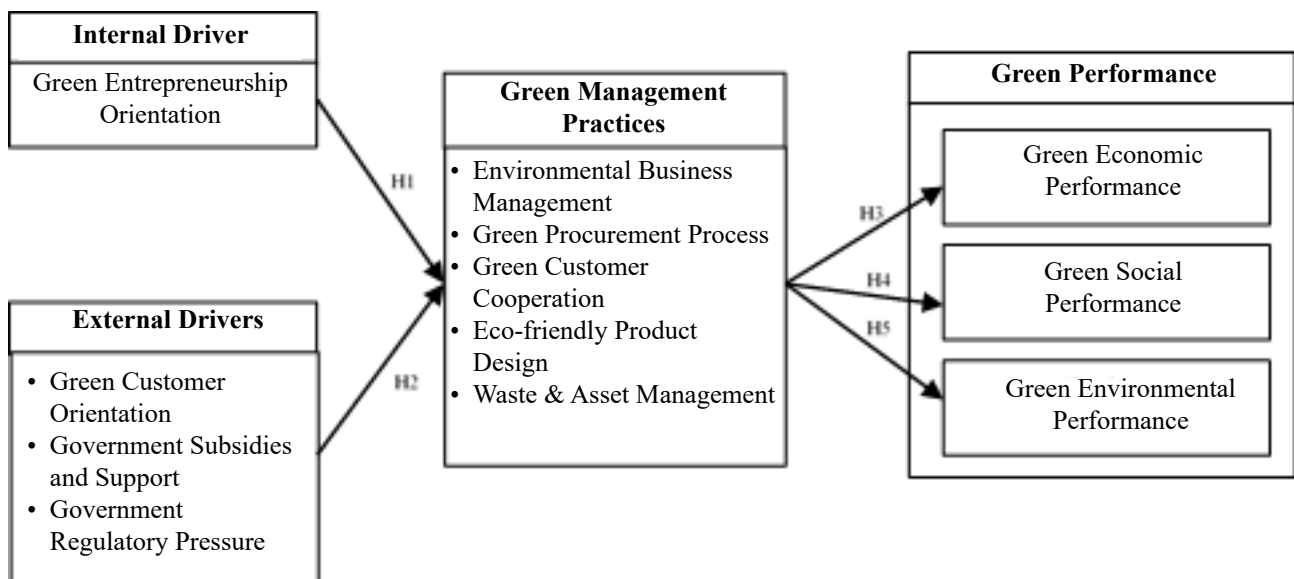 Internal Driver
Green Entrepreneurship
Orientation
H1
External Drivers
• Green Customer
Orientation
• Government Subsidies
and Support
• Government
Regulatory Pressure
H2
Green Management
Practices
• Environmental Business
Management
• Green Procurement Process
• Green Customer
Cooperation
• Eco-friendly Product
Design
• Waste & Asset Management
H3
H4
H5
Green Performance
Green Economic
Performance
Green Social
Performance
Green Environmental
Performance